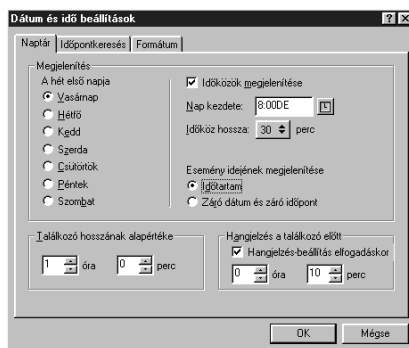 Dátum és idő beállítások
Naptár Időpontkeresés Formátum
Megjelenítés
A hét első napja
Vasárnap
Hétfő
Kedd
Szerda
Csütörtök
Péntek
Szombat
Időközök megjelenítése
Nap kezdete: 8:00DE
Időköz hossza: 30 perc
Esemény idejének megjelenítése
Időtartam
Záró dátum és záró időpont
Találkozó hosszának alapértéke
1 óra 0 perc
Hangjelzés a találkozó előtt
Hangjelzés-beállítás elfogadáskor
0 óra 10 perc
OK Mégse